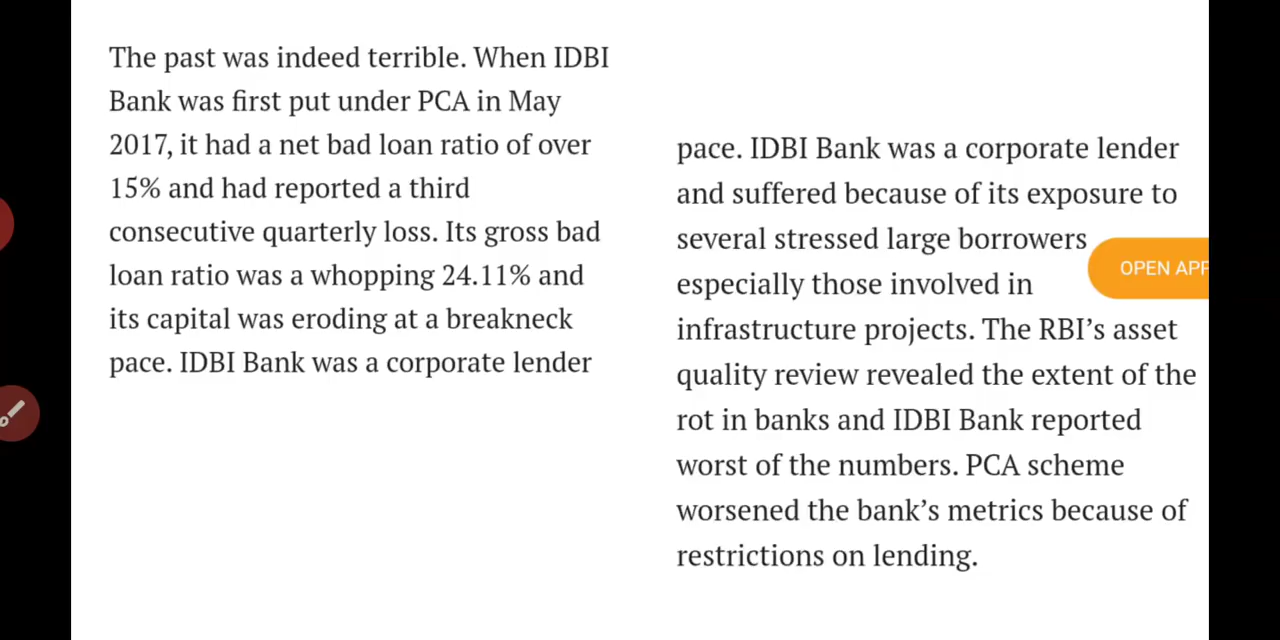 The past was indeed terrible. When IDBI
Bank was first put under PCA in May
2017, it had a net bad loan ratio of over
15% and had reported a third
consecutive quarterly loss. Its gross bad
loan ratio was a whopping 24.11% and
its capital was eroding at a breakneck
pace. IDBI Bank was a corporate lender
pace. IDBI Bank was a corporate lender
and suffered because of its exposure to
several stressed large borrowers
especially those involved in
infrastructure projects. The RBI’s asset
quality review revealed the extent of the
rot in banks and IDBI Bank reported
worst of the numbers. PCA scheme
worsened the bank’s metrics because of
restrictions on lending.
OPEN APP